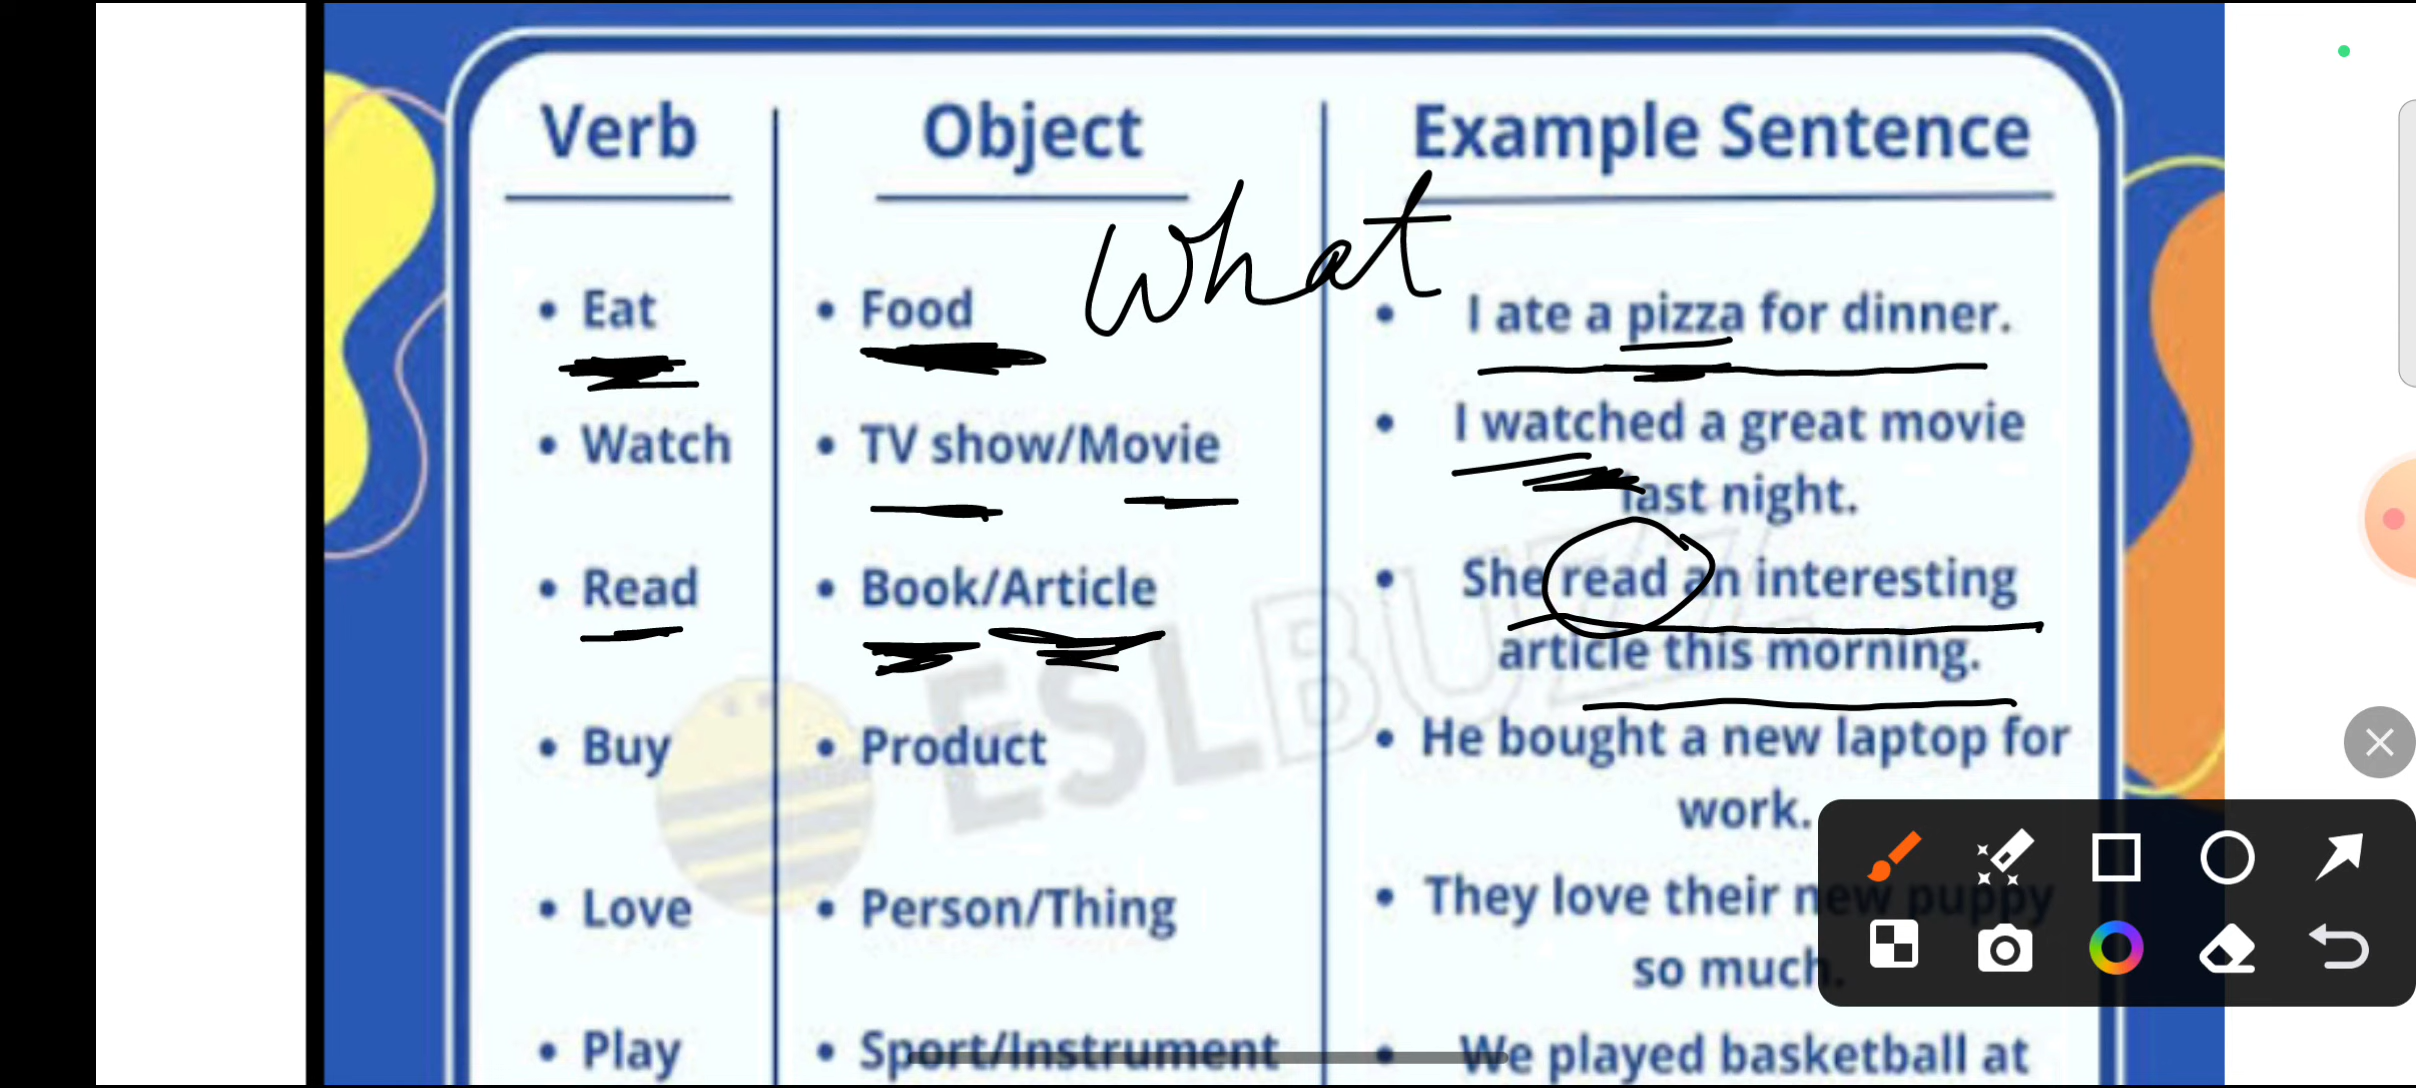 Verb Object Example Sentence
what
• Eat • Food • I ate a pizza for dinner.
• Watch • TV show/Movie • I watched a great movie
last night.
• Read • Book/Article • She read an interesting
article this morning.
• Buy • Product • He bought a new laptop for
work.
• Love • Person/Thing • They love their new puppy
so much.
• Play • Sport/Instrument • We played basketball at
ESLBUZZ